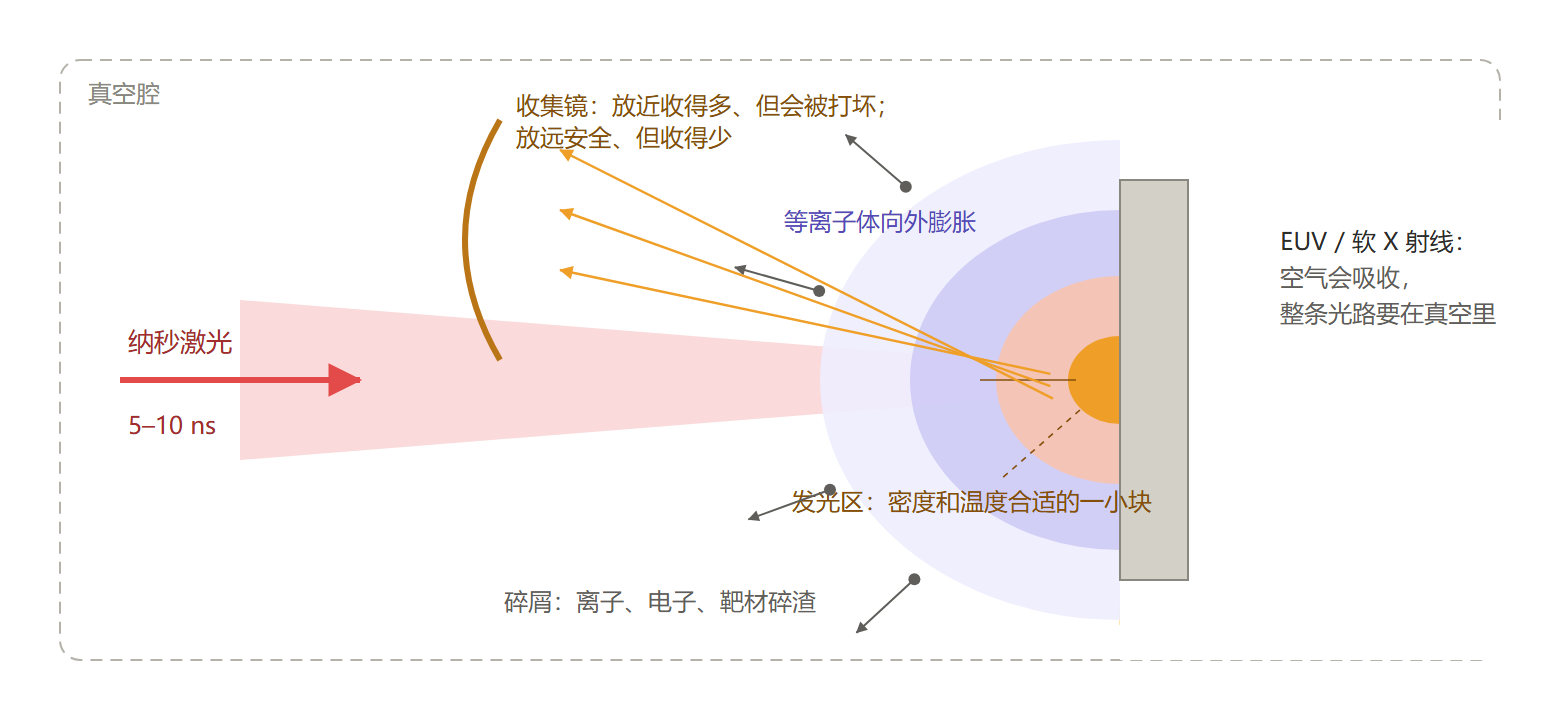 真空腔
收集镜：放近收得多、但会被打坏；
放远安全、但收得少
等离子体向外膨胀
EUV / 软 X 射线：
空气会吸收，
整条光路要在真空里
纳秒激光
5–10 ns
发光区：密度和温度合适的一小块
碎屑：离子、电子、靶材碎渣